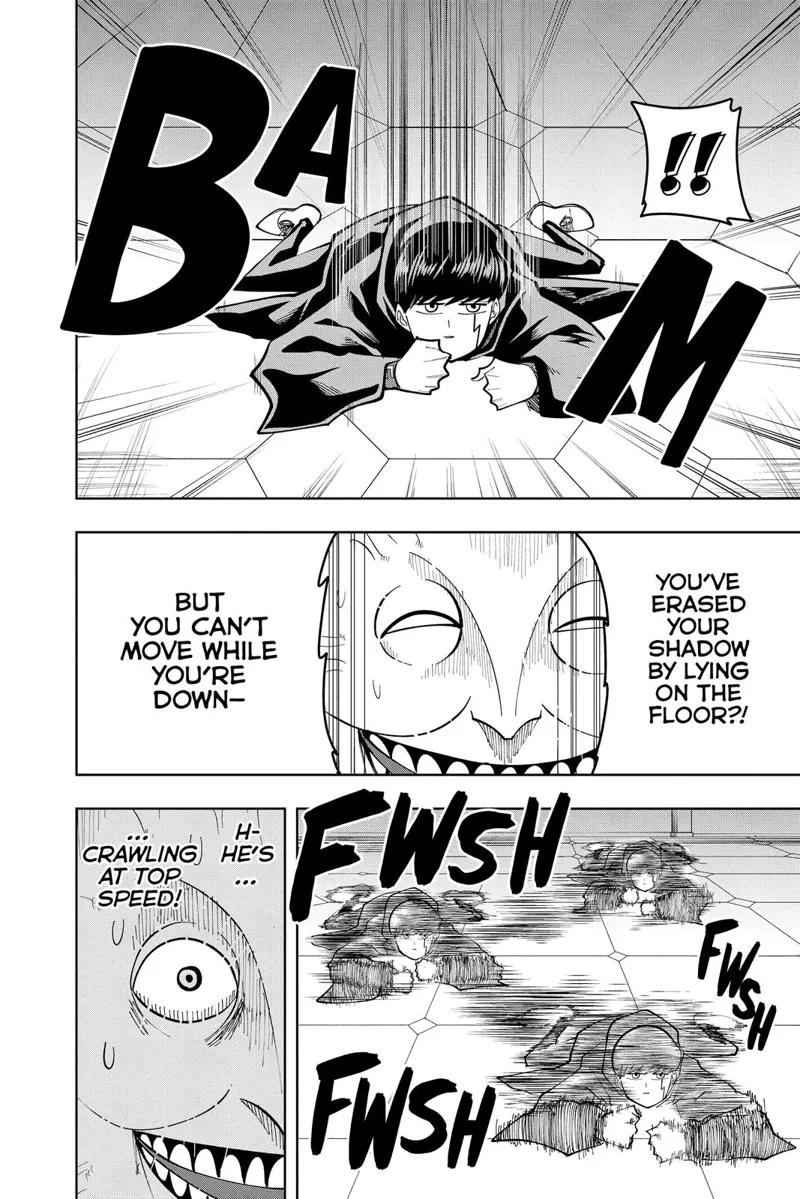 BAM
!!
YOU'VE
ERASED
YOUR
SHADOW
BY LYING
ON THE
FLOOR?!
BUT
YOU CAN'T
MOVE WHILE
YOU'RE
DOWN–
FWSH
FWSH
FWSH
H-
HE'S
...
...
CRAWLING
AT TOP
SPEED!